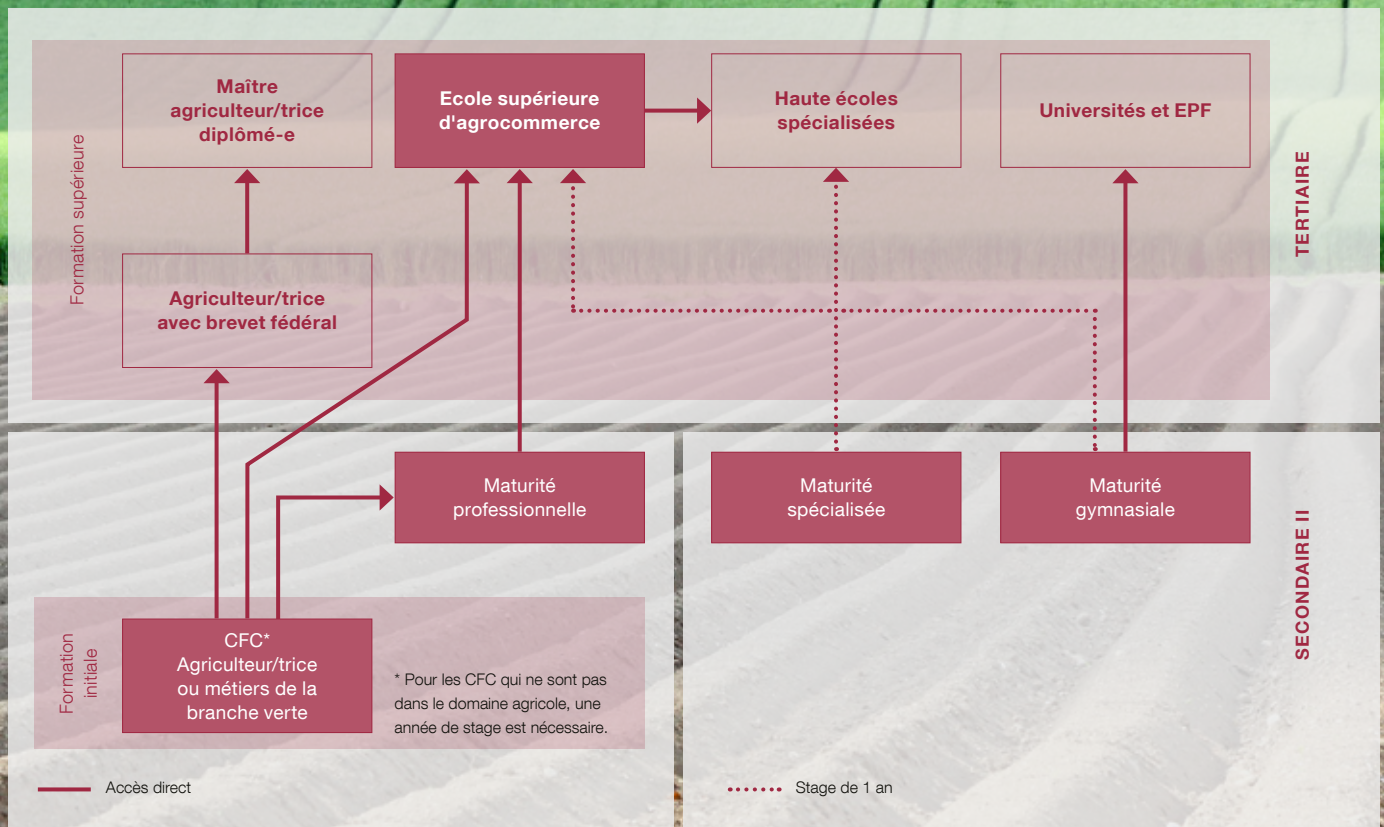 Formation supérieure
Maître
agriculteur/trice
diplômé-e
Ecole supérieure
d'agrocommerce
Haute écoles
spécialisées
Universités et EPF
TERTIAIRE
Agriculteur/trice
avec brevet fédéral
Maturité
professionnelle
Maturité
spécialisée
Maturité
gymnasiale
SECONDAIRE II
Formation
initiale
CFC*
Agriculteur/trice
ou métiers de la
branche verte
* Pour les CFC qui ne sont pas
dans le domaine agricole, une
année de stage est nécessaire.
Accès direct
Stage de 1 an